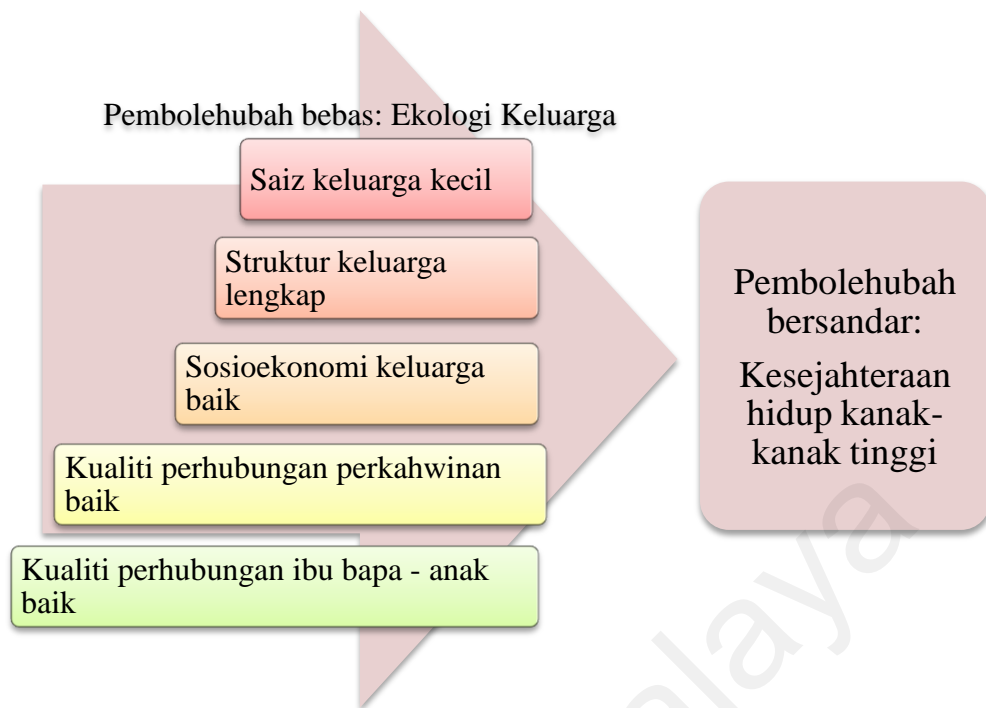 Pembolehubah bebas: Ekologi Keluarga
Saiz keluarga kecil
Struktur keluarga
lengkap
Sosioekonomi keluarga
baik
Kualiti perhubungan perkahwinan
baik
Kualiti perhubungan ibu bapa - anak
baik
Pembolehubah
bersandar:
Kesejahteraan
hidup kanak-
kanak tinggi
alaya